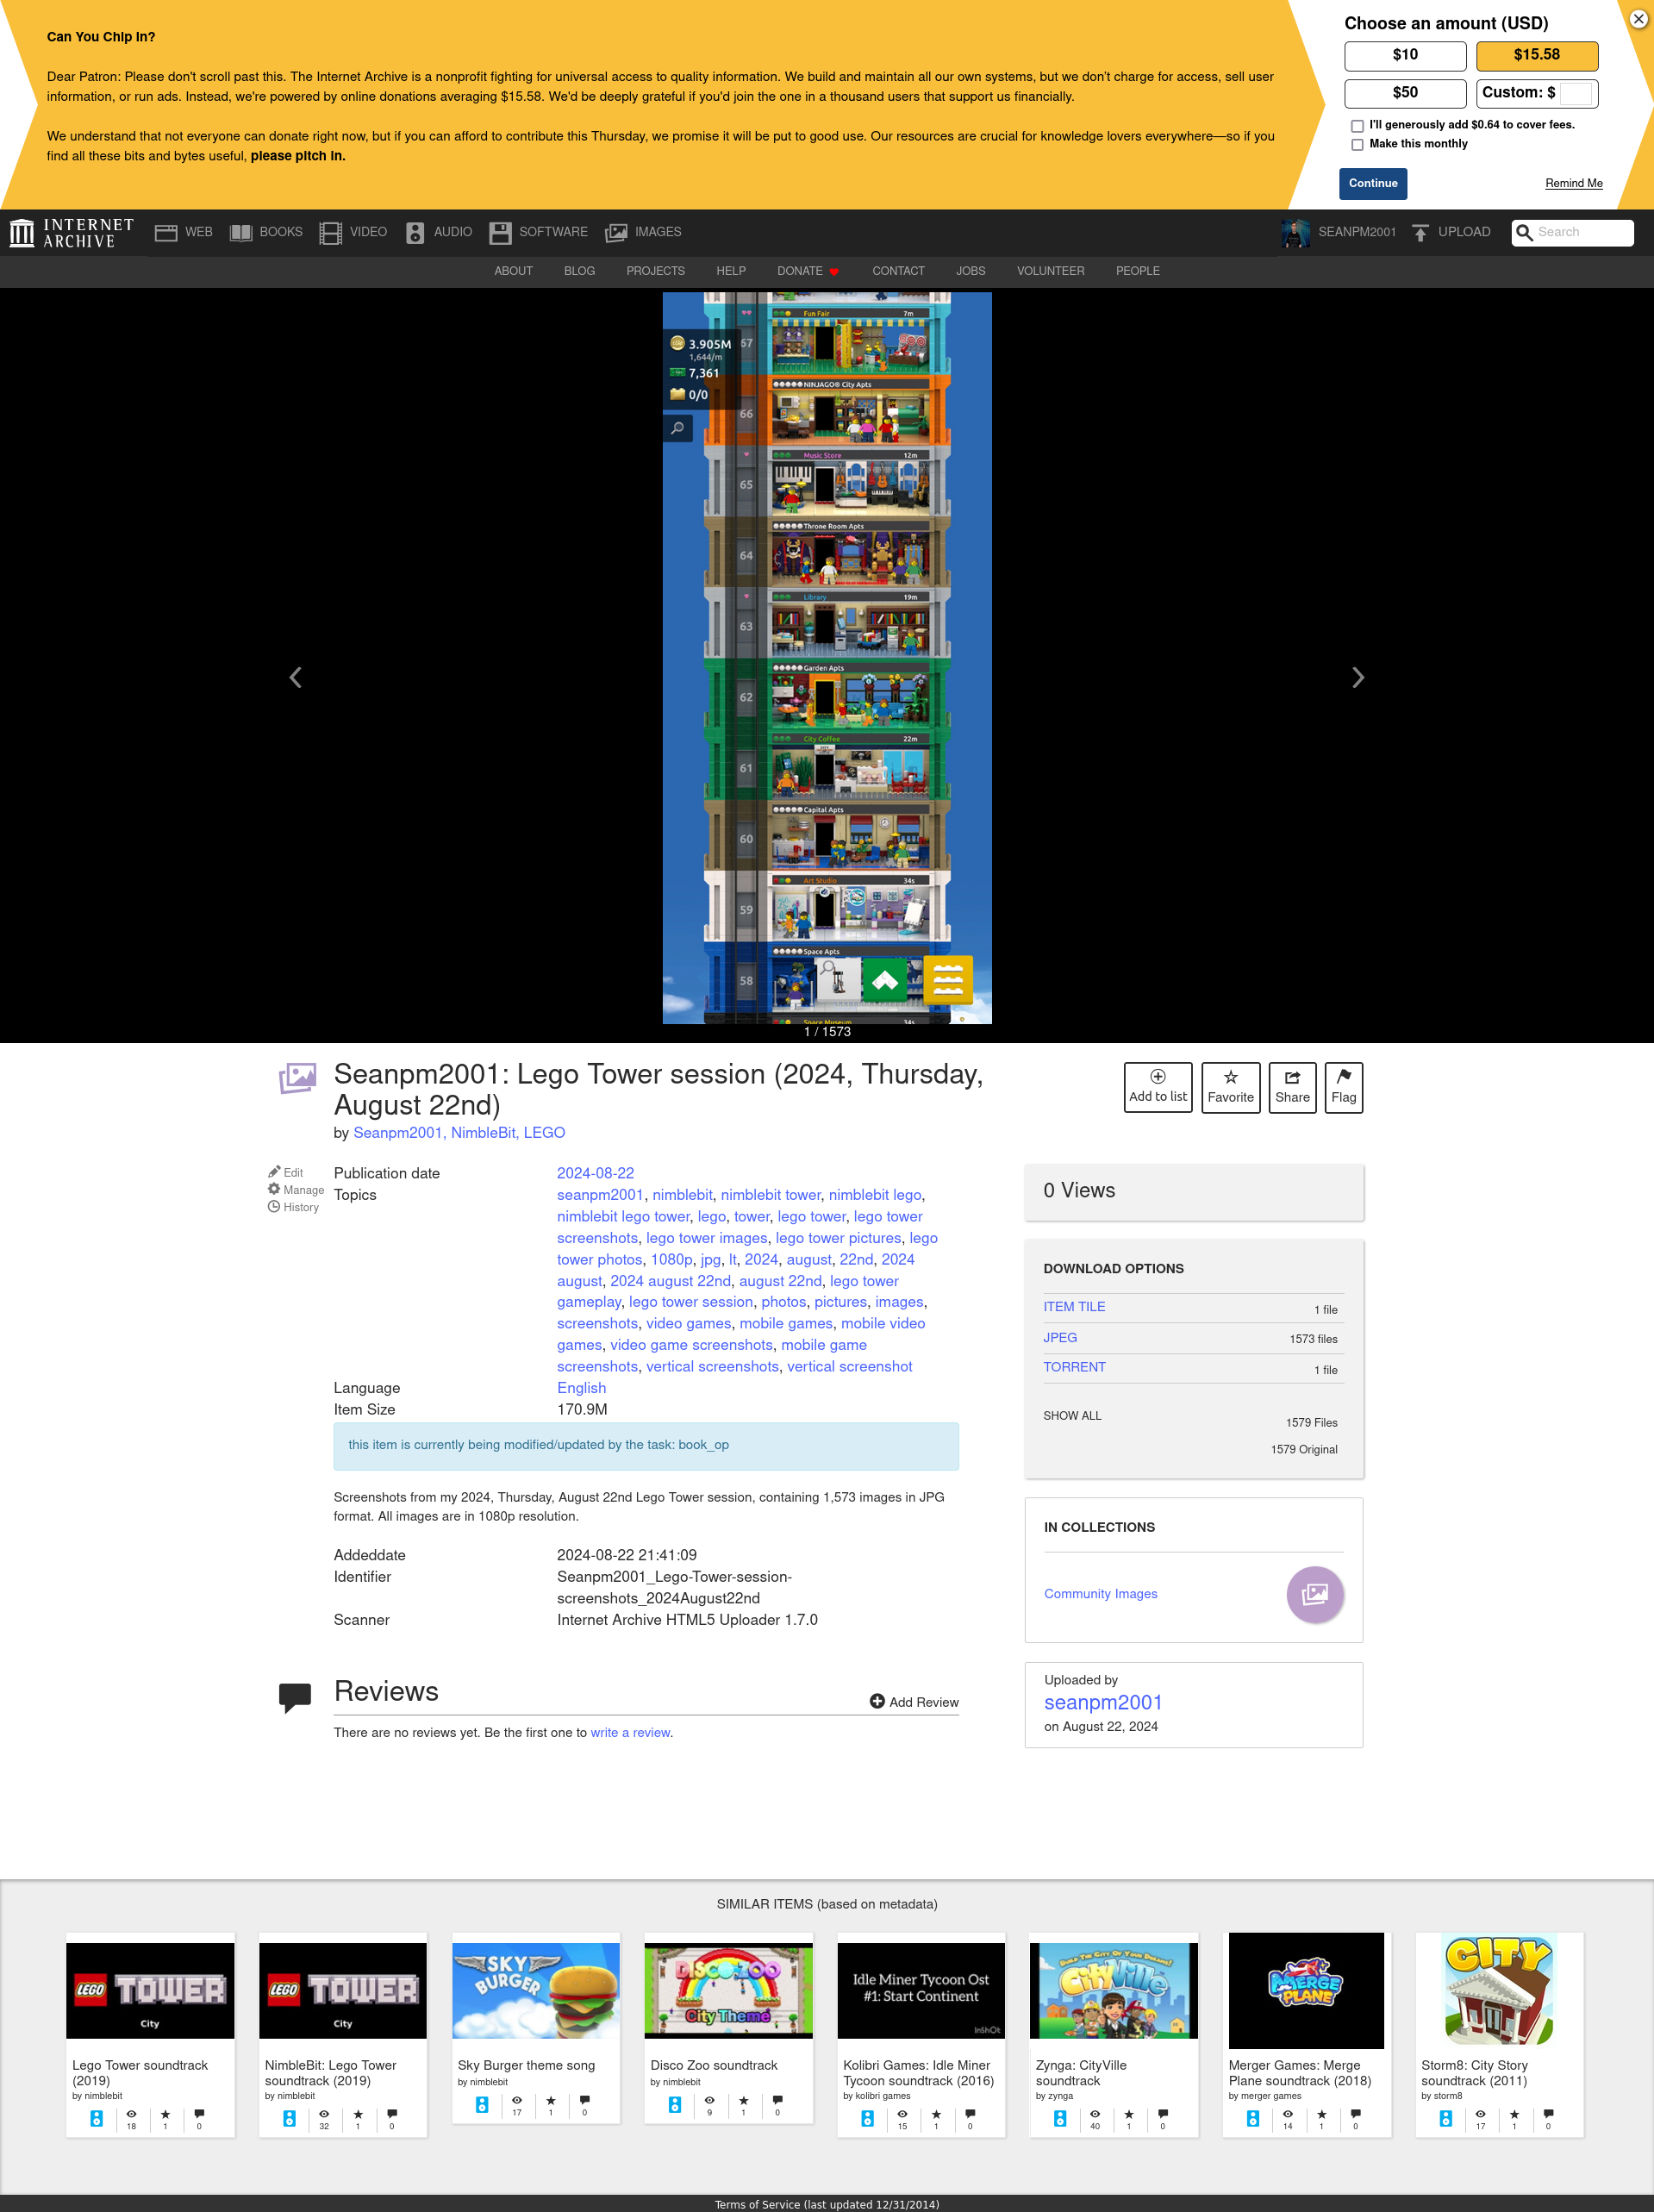 Can You Chip In?
Dear Patron: Please don't scroll past this. The Internet Archive is a nonprofit fighting for universal access to quality information. We build and maintain all our own systems, but we don't charge for access, sell user
information, or run ads. Instead, we're powered by online donations averaging $15.58. We'd be deeply grateful if you'd join the one in a thousand users that support us financially.
We understand that not everyone can donate right now, but if you can afford to contribute this Thursday, we promise it will be put to good use. Our resources are crucial for knowledge lovers everywhere—so if you
find all these bits and bytes useful, please pitch in.
Choose an amount (USD)
$10
$15.58
$50
Custom: $
I'll generously add $0.64 to cover fees.
Make this monthly
Continue
Remind Me
INTERNET
ARCHIVE
WEB
BOOKS
VIDEO
AUDIO
SOFTWARE
IMAGES
SEANPM2001
UPLOAD
Search
ABOUT
BLOG
PROJECTS
HELP
DONATE
CONTACT
JOBS
VOLUNTEER
PEOPLE
Fun Fair 7m
3.905M
1,644/m
7,361
0/0
67
NINJAGO® City Apts
66
Music Store 12m
65
Throne Room Apts
64
Library 19m
63
Garden Apts
62
City Coffee 22m
61
Capital Apts
60
Art Studio 34s
59
Space Apts
58
Space Museum 34s
1 / 1573
Seanpm2001: Lego Tower session (2024, Thursday,
August 22nd)
by Seanpm2001, NimbleBit, LEGO
Add to list
Favorite
Share
Flag
Edit
Manage
History
Publication date 2024-08-22
Topics seanpm2001, nimblebit, nimblebit tower, nimblebit lego,
nimblebit lego tower, lego, tower, lego tower, lego tower
screenshots, lego tower images, lego tower pictures, lego
tower photos, 1080p, jpg, lt, 2024, august, 22nd, 2024
august, 2024 august 22nd, august 22nd, lego tower
gameplay, lego tower session, photos, pictures, images,
screenshots, video games, mobile games, mobile video
games, video game screenshots, mobile game
screenshots, vertical screenshots, vertical screenshot
Language English
Item Size 170.9M
this item is currently being modified/updated by the task: book_op
Screenshots from my 2024, Thursday, August 22nd Lego Tower session, containing 1,573 images in JPG
format. All images are in 1080p resolution.
Addeddate 2024-08-22 21:41:09
Identifier Seanpm2001_Lego-Tower-session-
screenshots_2024August22nd
Scanner Internet Archive HTML5 Uploader 1.7.0
Reviews
Add Review
There are no reviews yet. Be the first one to write a review.
0 Views
DOWNLOAD OPTIONS
ITEM TILE 1 file
JPEG 1573 files
TORRENT 1 file
SHOW ALL 1579 Files
1579 Original
IN COLLECTIONS
Community Images
Uploaded by
seanpm2001
on August 22, 2024
SIMILAR ITEMS (based on metadata)
LEGO TOWER
City
Lego Tower soundtrack
(2019)
by nimblebit
18 1 0
LEGO TOWER
City
NimbleBit: Lego Tower
soundtrack (2019)
by nimblebit
32 1 0
SKY
BURGER
Sky Burger theme song
by nimblebit
17 1 0
DISCO ZOO
City Theme
Disco Zoo soundtrack
by nimblebit
9 1 0
Idle Miner Tycoon Ost
#1: Start Continent
InShOt
Kolibri Games: Idle Miner
Tycoon soundtrack (2016)
by kolibri games
15 1 0
BUILD THE CITY OF YOUR DREAMS!
CityVille
Zynga: CityVille
soundtrack
by zynga
40 1 0
MERGE
PLANE
Merger Games: Merge
Plane soundtrack (2018)
by merger games
14 1 0
CITY
Storm8: City Story
soundtrack (2011)
by storm8
17 1 0
Terms of Service (last updated 12/31/2014)